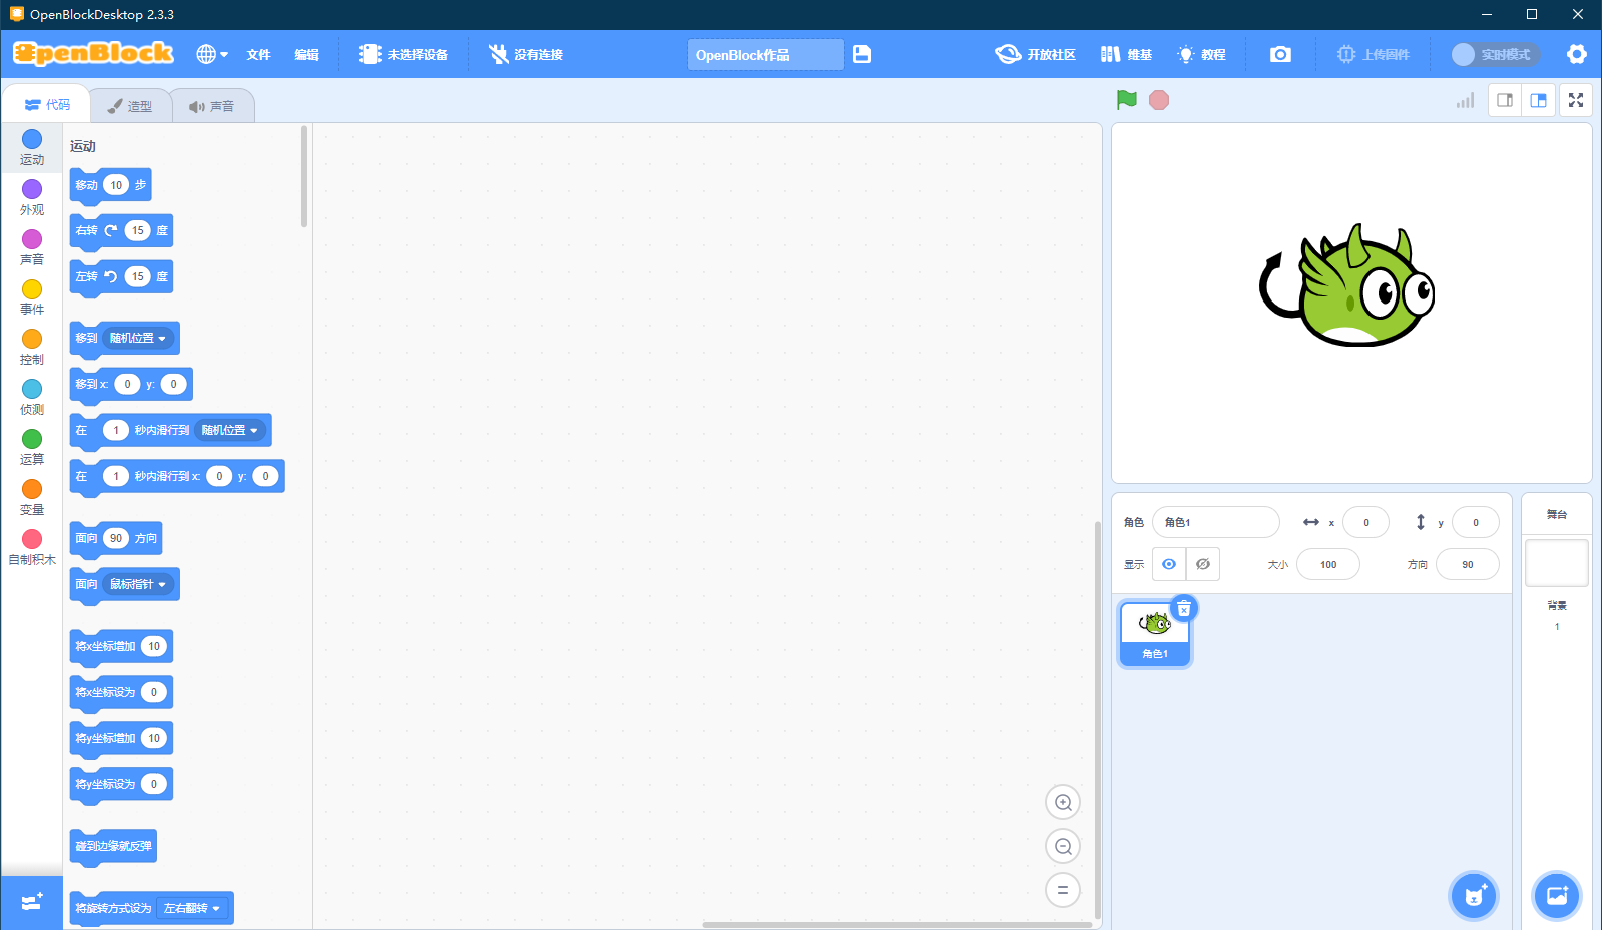 OpenBlockDesktop 2.3.3
OpenBlock
文件
编辑
未选择设备
没有连接
OpenBlock作品
开放社区
维基
教程
上传固件
实时模式
代码
造型
声音
运动
外观
声音
事件
控制
侦测
运算
变量
自制积木
运动
移动 10 步
右转 15 度
左转 15 度
移到 随机位置
移到 x: 0 y: 0
在 1 秒内滑行到 随机位置
在 1 秒内滑行到 x: 0 y: 0
面向 90 方向
面向 鼠标指针
将x坐标增加 10
将x坐标设为 0
将y坐标增加 10
将y坐标设为 0
碰到边缘就反弹
将旋转方式设为 左右翻转
角色 角色1 x 0 y 0
显示 大小 100 方向 90
角色1
舞台
背景
1